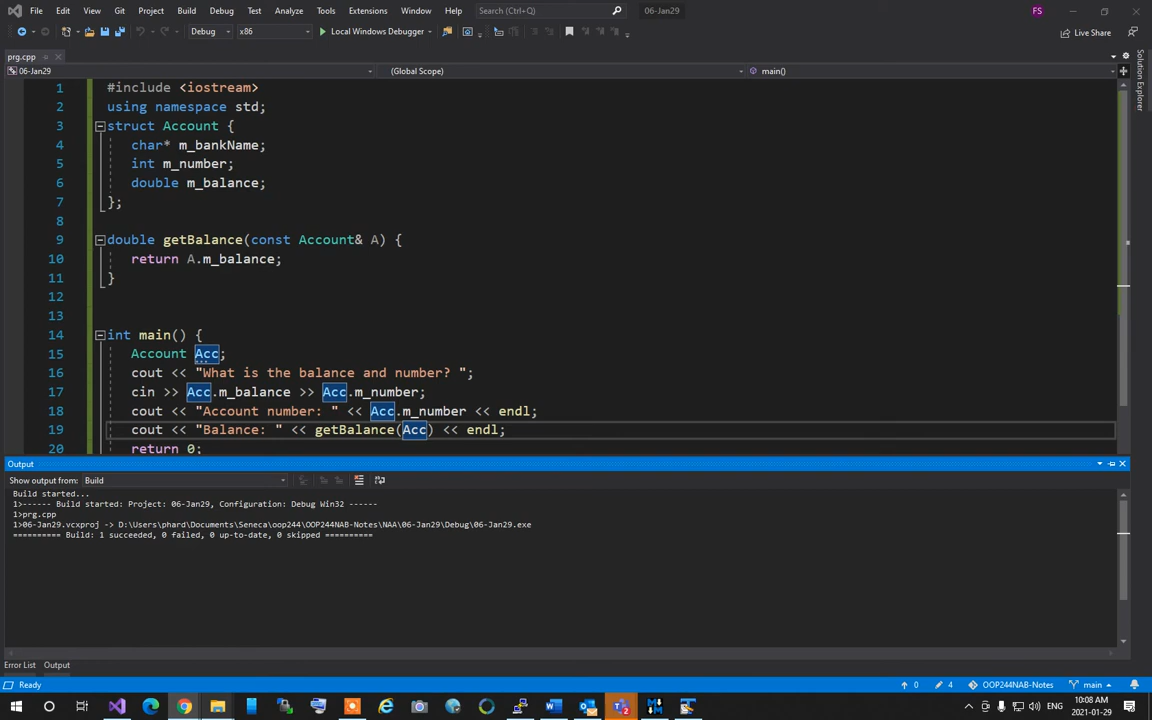 File Edit View Git Project Build Debug Test Analyze Tools Extensions Window Help Search (Ctrl+Q) 06-Jan29 FS
Debug x86 Local Windows Debugger Live Share
prg.cpp
06-Jan29 (Global Scope) main()
Solution Explorer
1 #include <iostream>
2 using namespace std;
3 struct Account {
4 char* m_bankName;
5 int m_number;
6 double m_balance;
7 };
8
9 double getBalance(const Account& A) {
10 return A.m_balance;
11 }
12
13
14 int main() {
15 Account Acc;
16 cout << "What is the balance and number? ";
17 cin >> Acc.m_balance >> Acc.m_number;
18 cout << "Account number: " << Acc.m_number << endl;
19 cout << "Balance: " << getBalance(Acc) << endl;
20 return 0;
Output
Show output from: Build
Build started...
1>------ Build started: Project: 06-Jan29, Configuration: Debug Win32 ------
1>prg.cpp
1>06-Jan29.vcxproj -> D:\Users\phard\Documents\Seneca\oop244\OOP244NAB-Notes\NAA\06-Jan29\Debug\06-Jan29.exe
========== Build: 1 succeeded, 0 failed, 0 up-to-date, 0 skipped ==========
Error List Output
Ready 0 4 OOP244NAB-Notes main
10:08 AM
2021-01-29